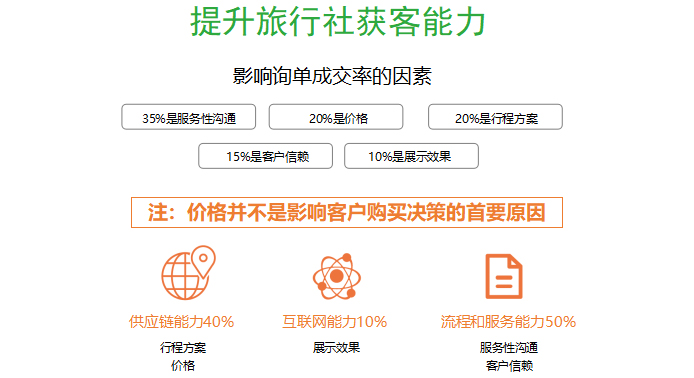 提升旅行社获客能力
影响询单成交率的因素
35%是服务性沟通
20%是价格
20%是行程方案
15%是客户信赖
10%是展示效果
注：价格并不是影响客户购买决策的首要原因
供应链能力40%
互联网能力10%
流程和服务能力50%
行程方案
展示效果
服务性沟通
价格
客户信赖